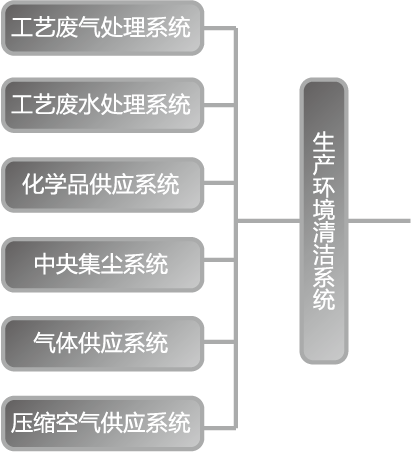 工艺废气处理系统
工艺废水处理系统
化学品供应系统
中央集尘系统
气体供应系统
压缩空气供应系统
生产环境清洁系统